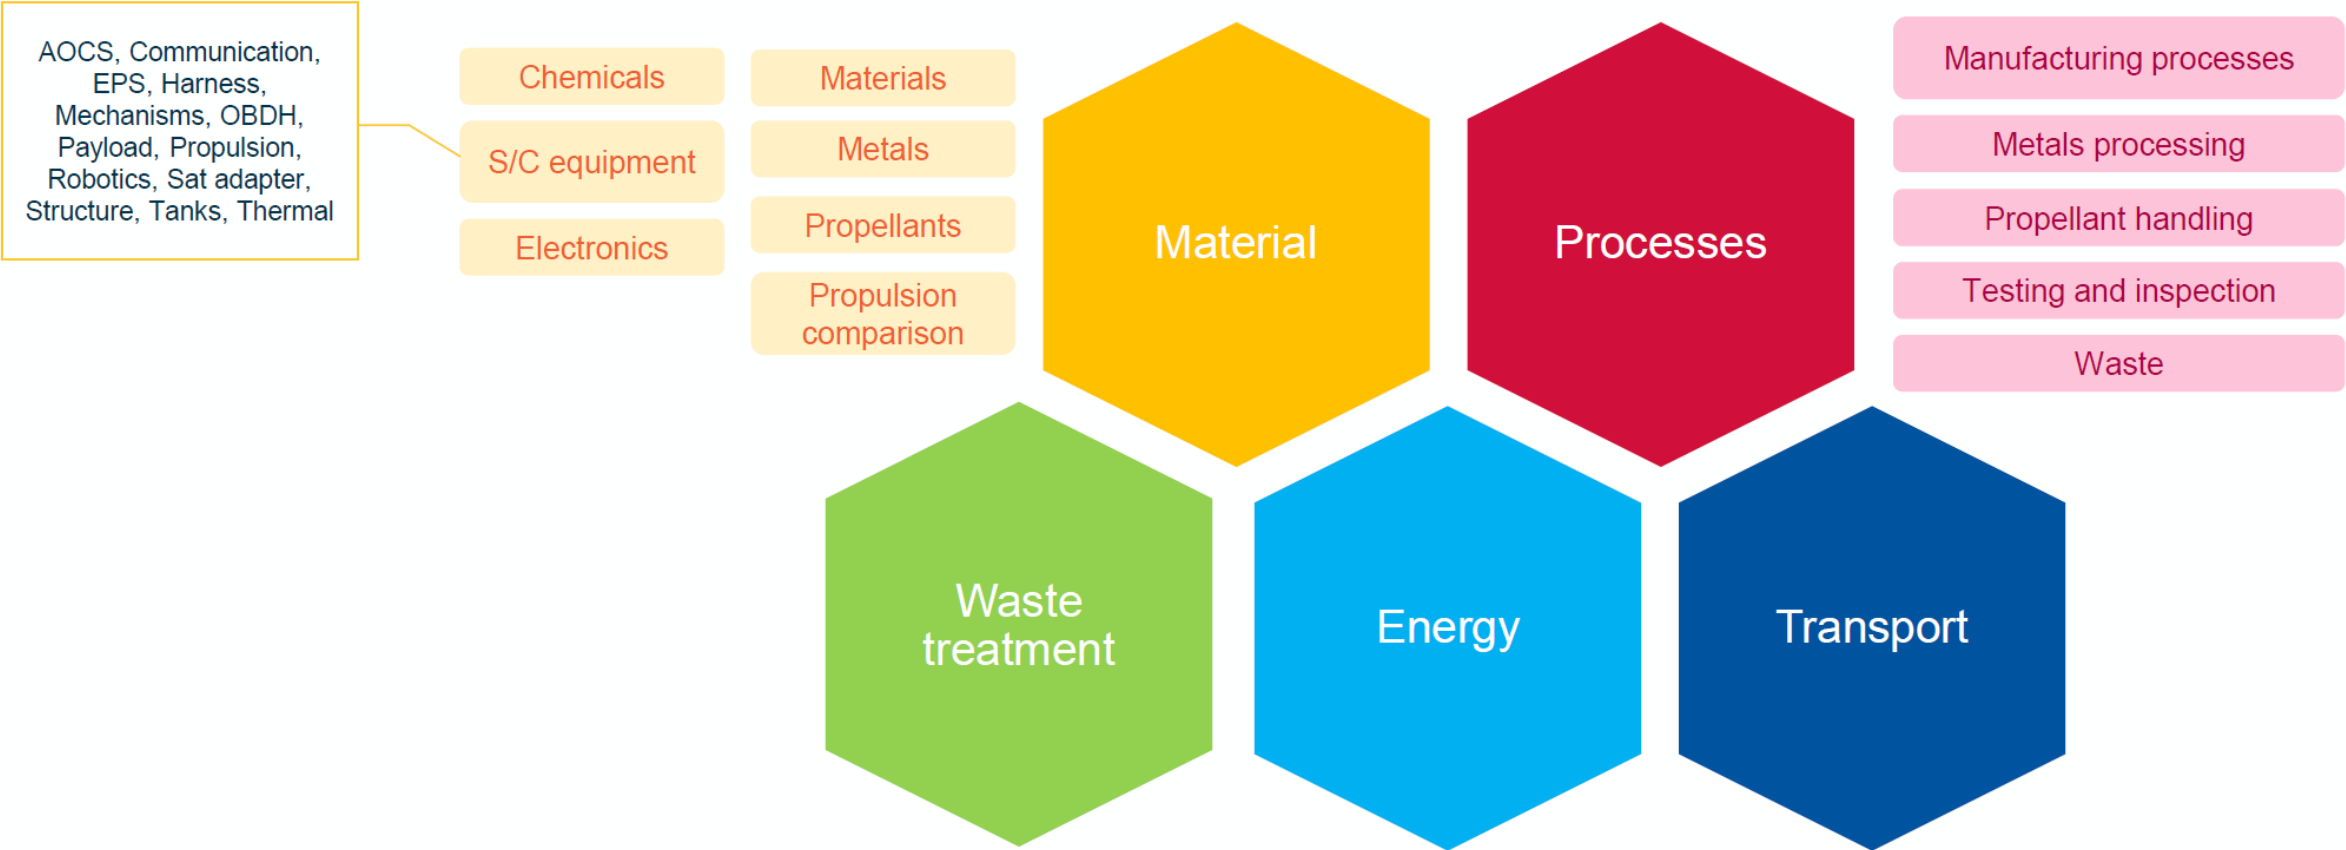 AOCS, Communication,
EPS, Harness,
Mechanisms, OBDH,
Payload, Propulsion,
Robotics, Sat adapter,
Structure, Tanks, Thermal
Chemicals
S/C equipment
Electronics
Materials
Metals
Propellants
Propulsion
comparison
Material
Processes
Manufacturing processes
Metals processing
Propellant handling
Testing and inspection
Waste
Waste
treatment
Energy
Transport